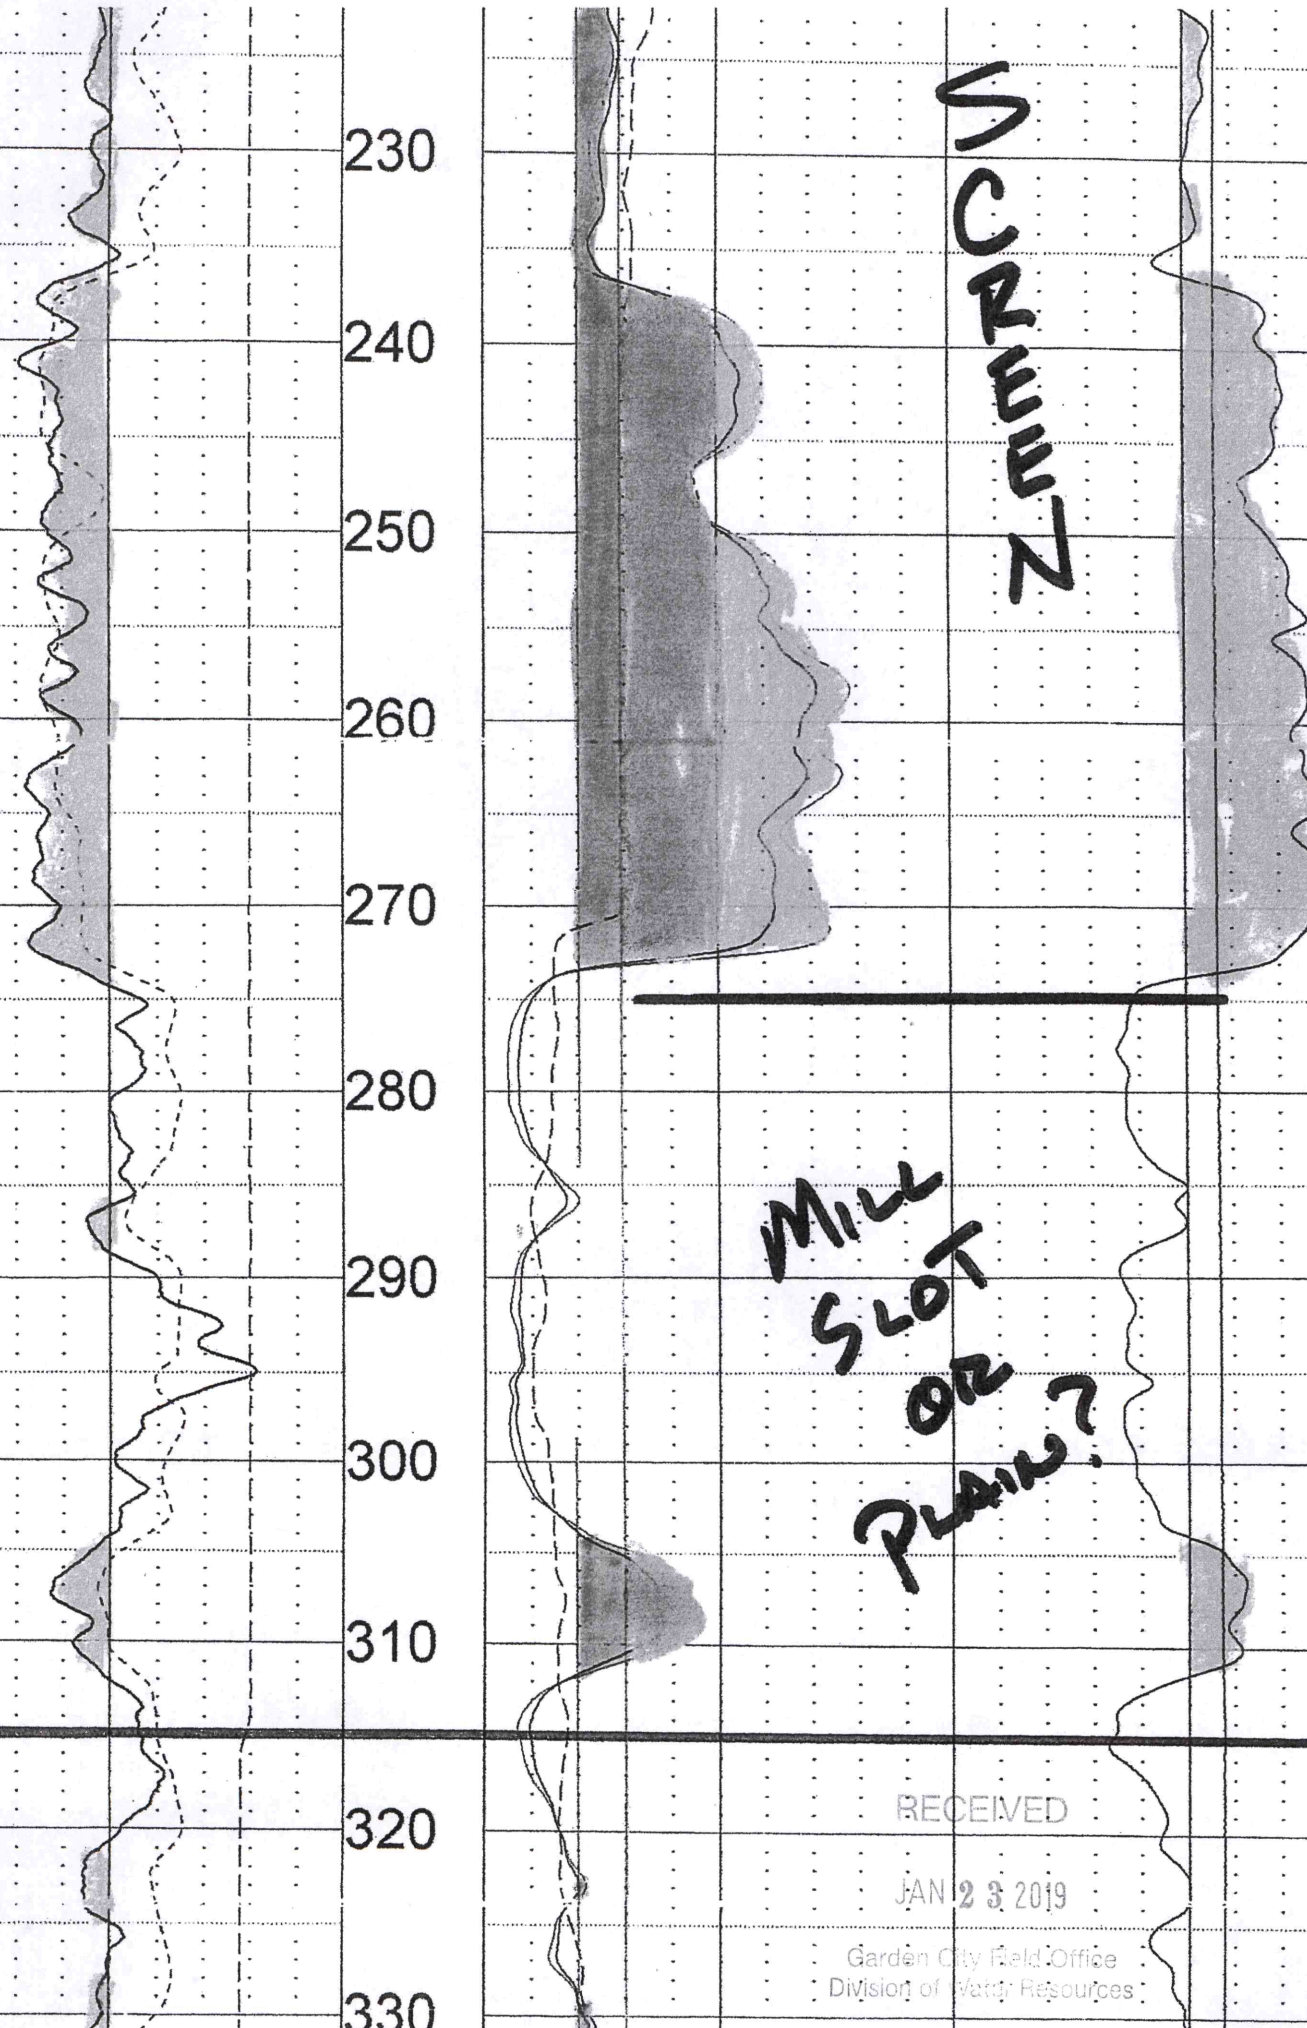 SCREEN
230
240
250
260
270
280
290
300
310
320
330
MILL
SLOT
OR
PLAIN?
RECEIVED
JAN 23 2019
Garden City Field Office
Division of Water Resources